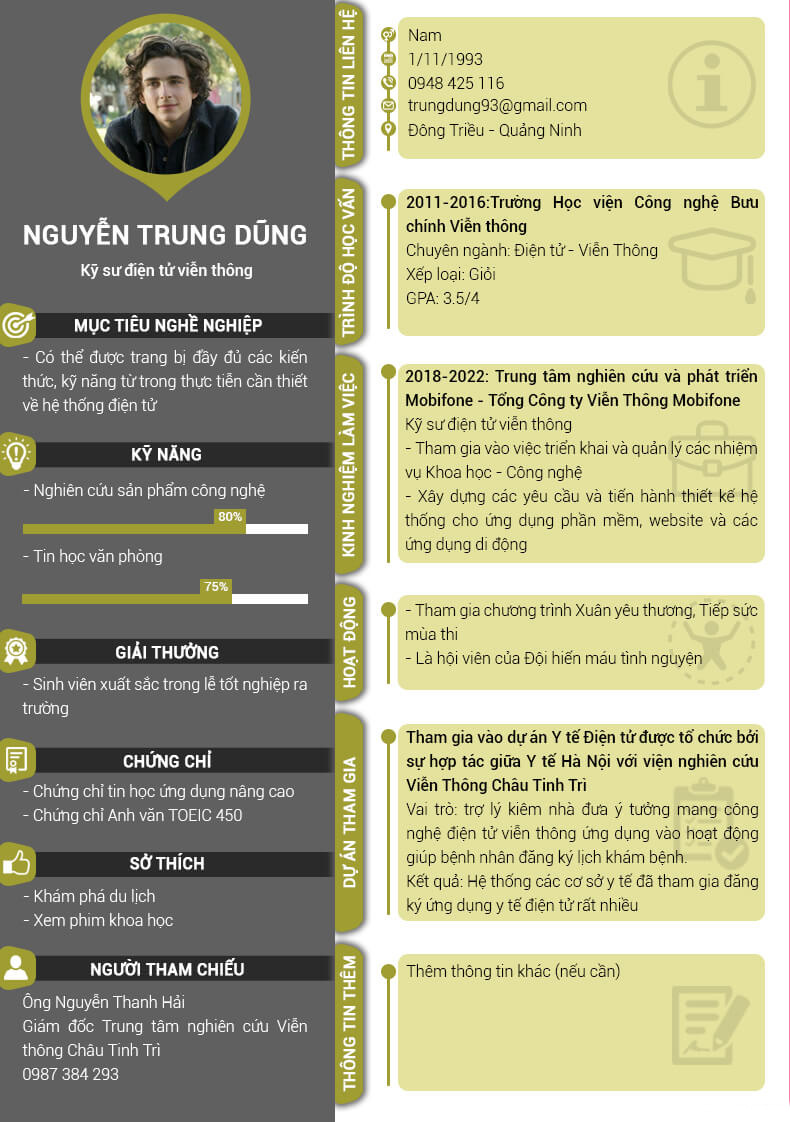 NGUYỄN TRUNG DŨNG
Kỹ sư điện tử viễn thông
MỤC TIÊU NGHỀ NGHIỆP
- Có thể được trang bị đầy đủ các kiến
thức, kỹ năng từ trong thực tiễn cần thiết
về hệ thống điện tử
KỸ NĂNG
- Nghiên cứu sản phẩm công nghệ
80%
- Tin học văn phòng
75%
GIẢI THƯỞNG
- Sinh viên xuất sắc trong lễ tốt nghiệp ra
trường
CHỨNG CHỈ
- Chứng chỉ tin học ứng dụng nâng cao
- Chứng chỉ Anh văn TOEIC 450
SỞ THÍCH
- Khám phá du lịch
- Xem phim khoa học
NGƯỜI THAM CHIẾU
Ông Nguyễn Thanh Hải
Giám đốc Trung tâm nghiên cứu Viễn
thông Châu Tinh Trì
0987 384 293
THÔNG TIN LIÊN HỆ
Nam
1/11/1993
0948 425 116
trungdung93@gmail.com
Đông Triều - Quảng Ninh
TRÌNH ĐỘ HỌC VẤN
2011-2016:Trường Học viện Công nghệ Bưu
chính Viễn thông
Chuyên ngành: Điện tử - Viễn Thông
Xếp loại: Giỏi
GPA: 3.5/4
KINH NGHIỆM LÀM VIỆC
2018-2022: Trung tâm nghiên cứu và phát triển
Mobifone - Tổng Công ty Viễn Thông Mobifone
Kỹ sư điện tử viễn thông
- Tham gia vào việc triển khai và quản lý các nhiệm
vụ Khoa học - Công nghệ
- Xây dựng các yêu cầu và tiến hành thiết kế hệ
thống cho ứng dụng phần mềm, website và các
ứng dụng di động
HOẠT ĐỘNG
- Tham gia chương trình Xuân yêu thương, Tiếp sức
mùa thi
- Là hội viên của Đội hiến máu tình nguyện
DỰ ÁN THAM GIA
Tham gia vào dự án Y tế Điện tử được tổ chức bởi
sự hợp tác giữa Y tế Hà Nội với viện nghiên cứu
Viễn Thông Châu Tinh Trì
Vai trò: trợ lý kiêm nhà đưa ý tưởng mang công
nghệ điện tử viễn thông ứng dụng vào hoạt động
giúp bệnh nhân đăng ký lịch khám bệnh.
Kết quả: Hệ thống các cơ sở y tế đã tham gia đăng
ký ứng dụng y tế điện tử rất nhiều
THÔNG TIN THÊM
Thêm thông tin khác (nếu cần)